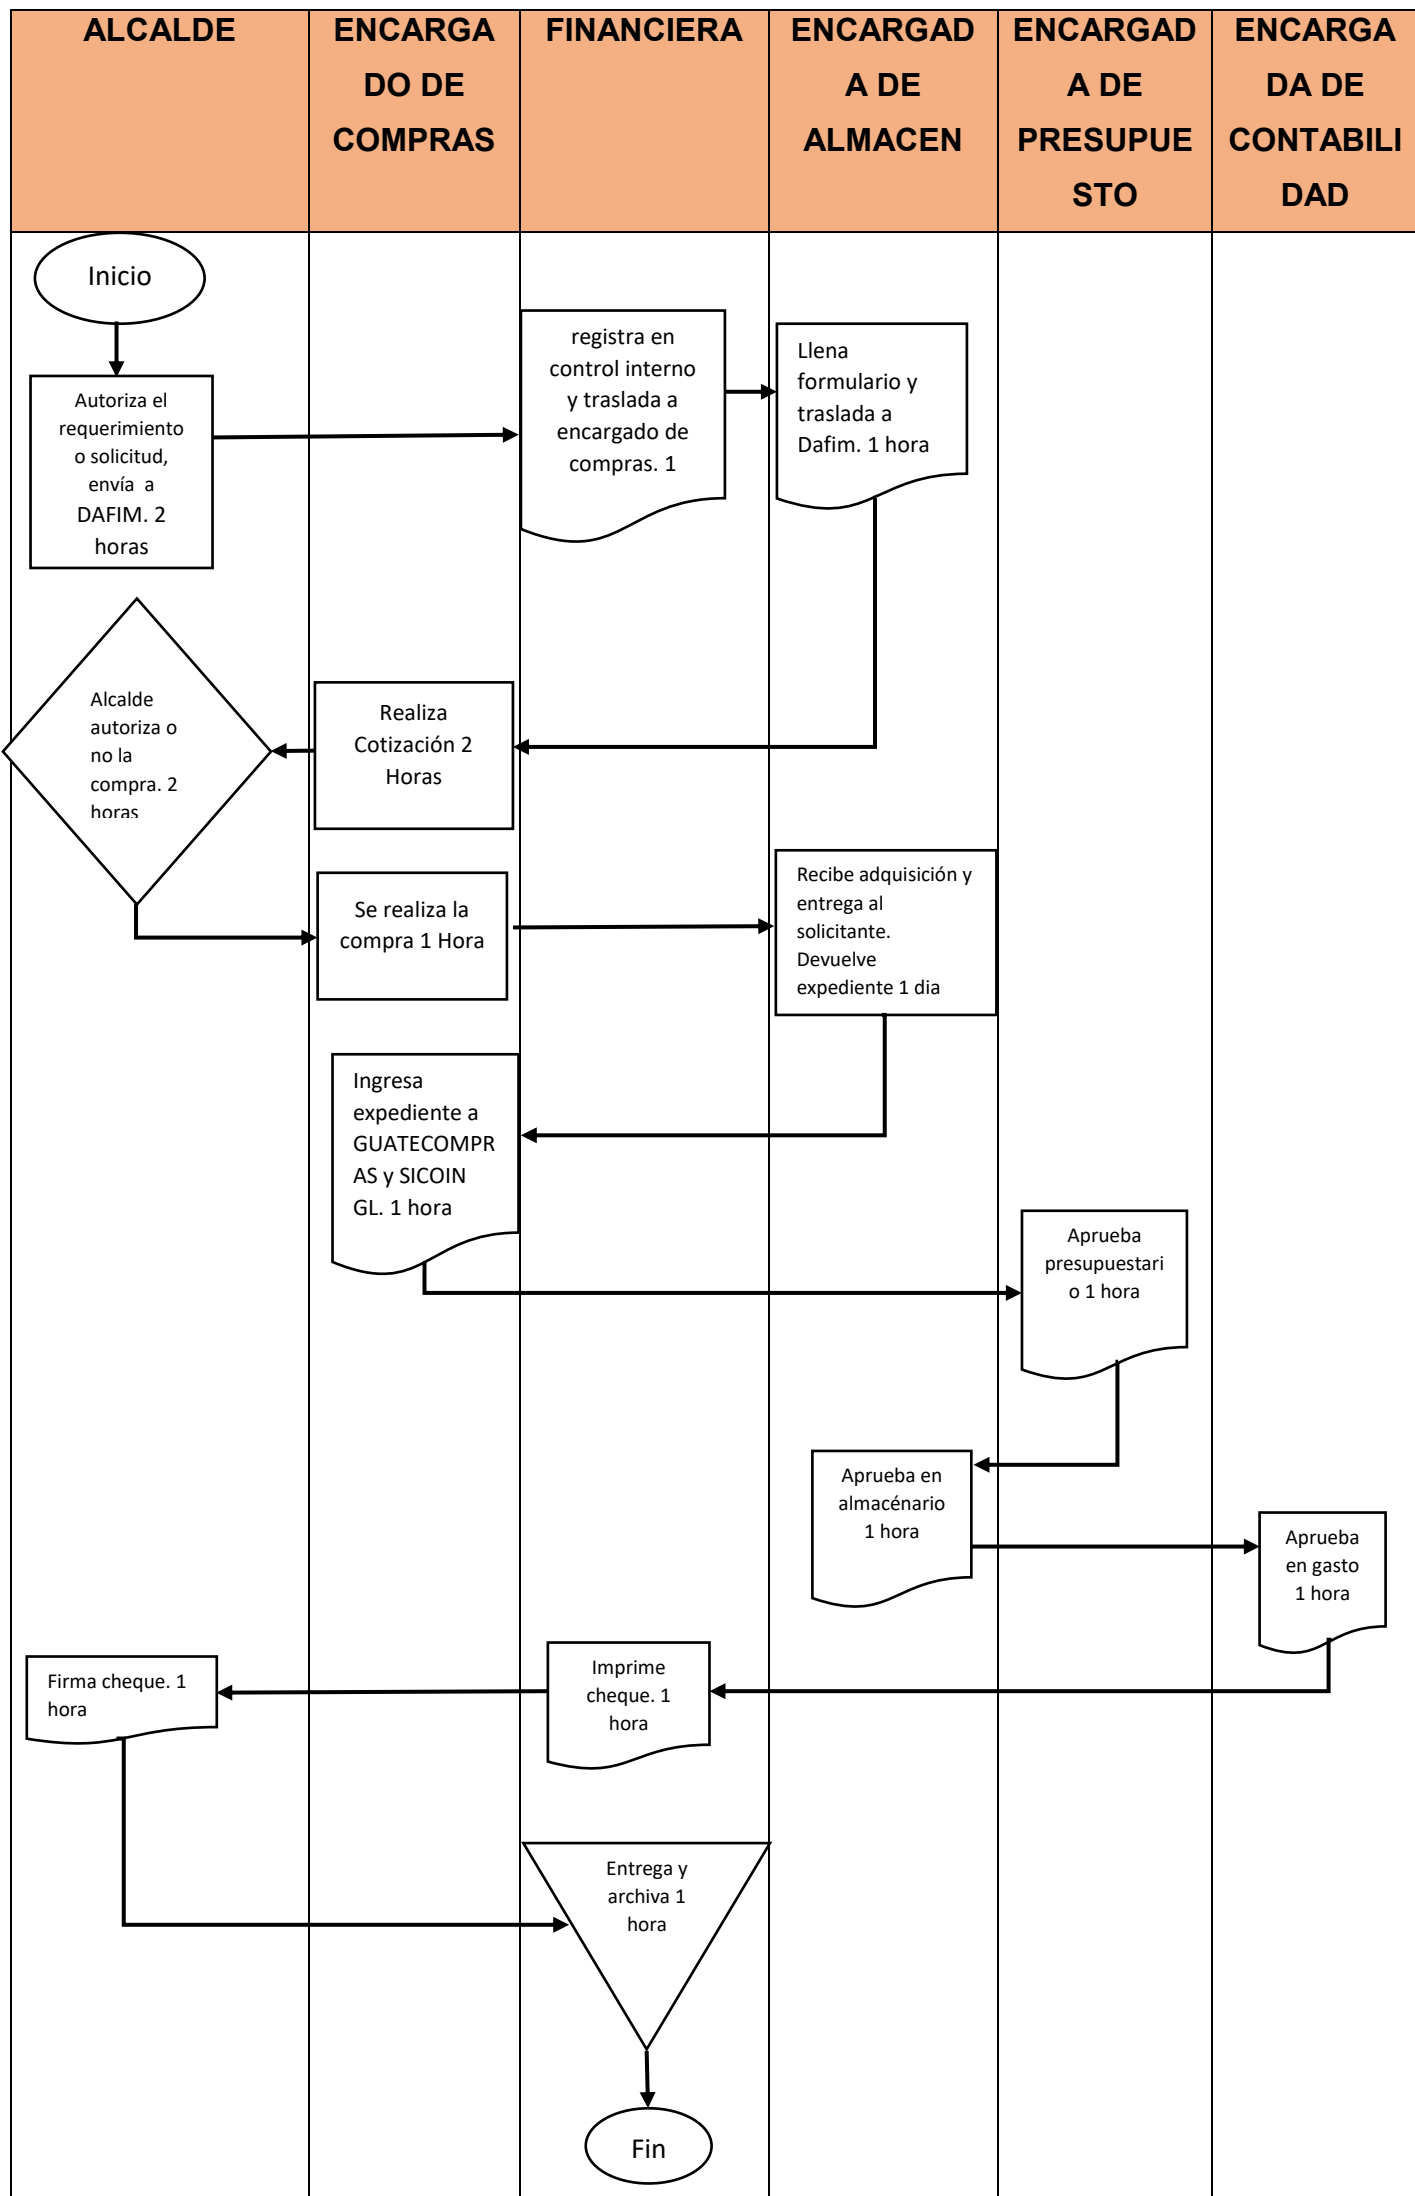 ALCALDE
ENCARGA
DO DE
COMPRAS
FINANCIERA
ENCARGAD
A DE
ALMACEN
ENCARGAD
A DE
PRESUPUE
STO
ENCARGA
DA DE
CONTABILI
DAD
Inicio
Autoriza el
requerimiento
o solicitud,
envía a
DAFIM. 2
horas
registra en
control interno
y traslada a
encargado de
compras. 1
Llena
formulario y
traslada a
Dafim. 1 hora
Realiza
Cotización 2
Horas
Alcalde
autoriza o
no la
compra. 2
horas
Se realiza la
compra 1 Hora
Recibe adquisición y
entrega al
solicitante.
Devuelve
expediente 1 dia
Ingresa
expediente a
GUATECOMPR
AS y SICOIN
GL. 1 hora
Aprueba
presupuestari
o 1 hora
Aprueba en
almacénario
1 hora
Aprueba
en gasto
1 hora
Imprime
cheque. 1
hora
Firma cheque. 1
hora
Entrega y
archiva 1
hora
Fin